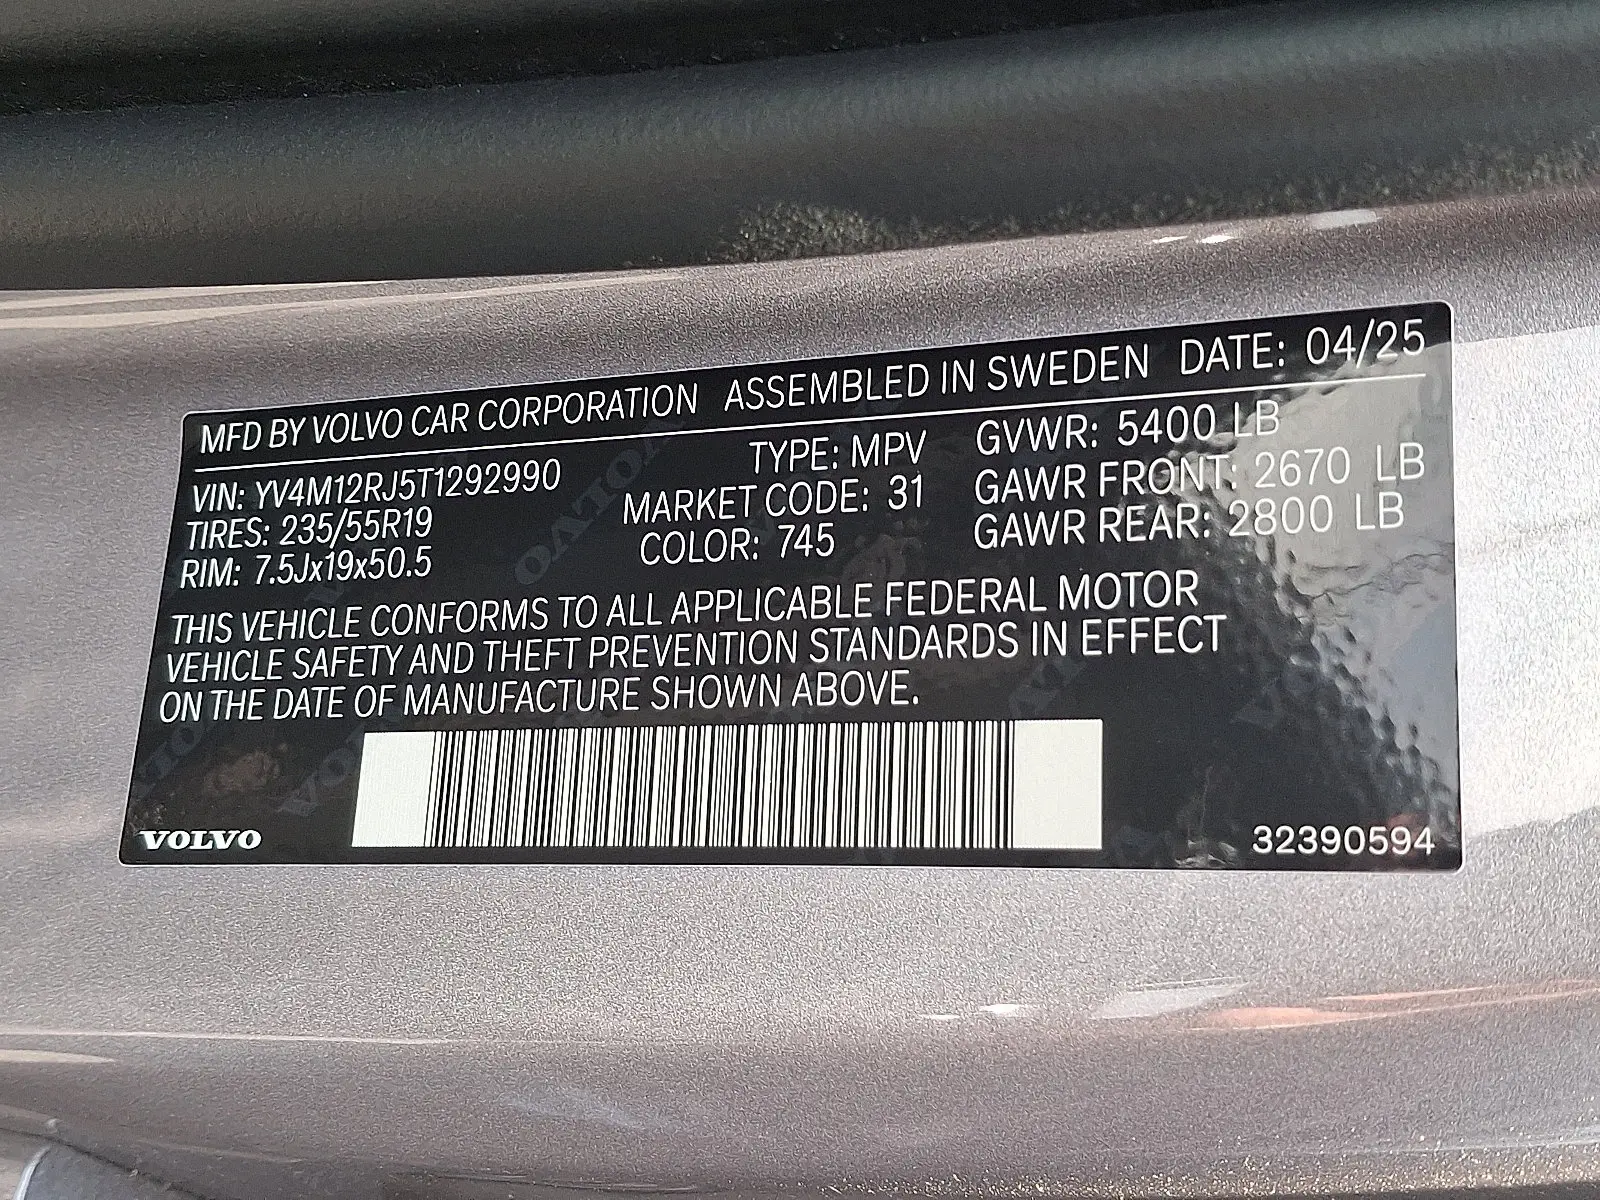 MFD BY VOLVO CAR CORPORATION ASSEMBLED IN SWEDEN DATE: 04/25
VIN: YV4M12RJ5T1292990 TYPE: MPV GVWR: 5400 LB
TIRES: 235/55R19 MARKET CODE: 31 GAWR FRONT: 2670 LB
RIM: 7.5Jx19x50.5 COLOR: 745 GAWR REAR: 2800 LB
THIS VEHICLE CONFORMS TO ALL APPLICABLE FEDERAL MOTOR
VEHICLE SAFETY AND THEFT PREVENTION STANDARDS IN EFFECT
ON THE DATE OF MANUFACTURE SHOWN ABOVE.
VOLVO 32390594